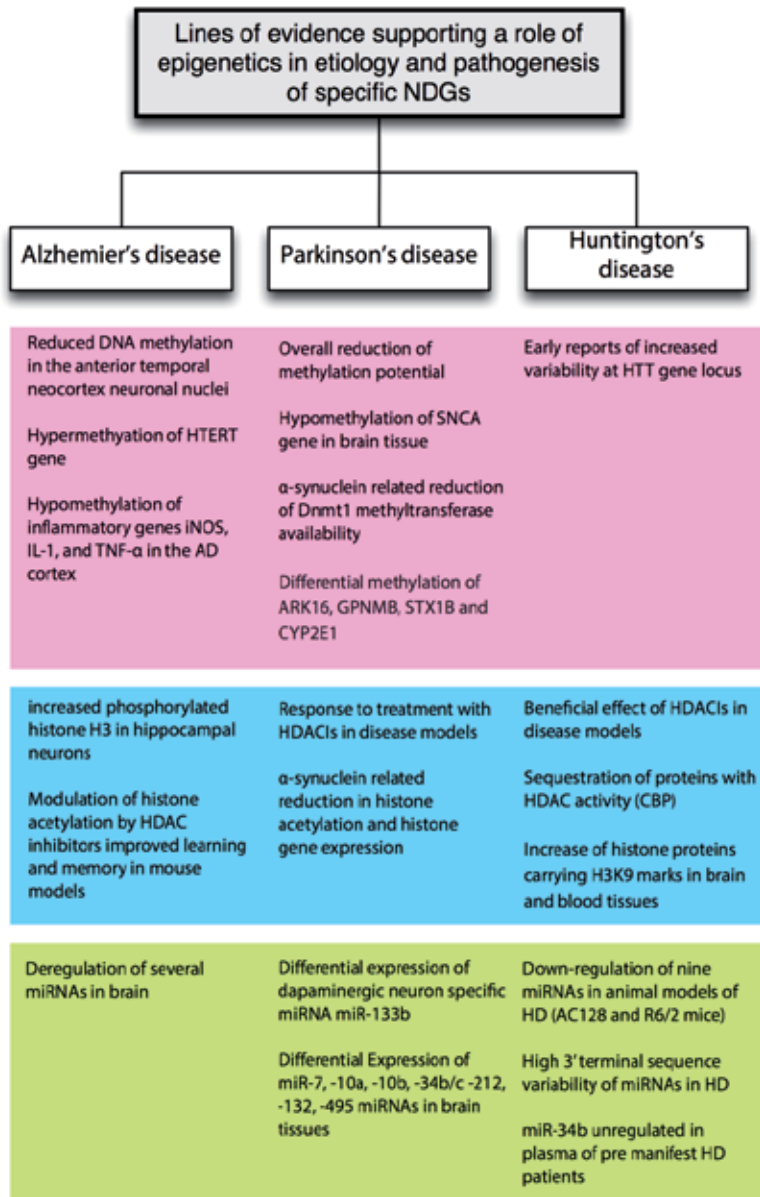 Lines of evidence supporting a role of
epigenetics in etiology and pathogenesis
of specific NDGs
Alzhemier's disease
Parkinson's disease
Huntington's
disease
Reduced DNA methylation
in the anterior temporal
neocortex neuronal nuclei
Hypermethyation of HTERT
gene
Hypomethylation of
inflammatory genes iNOS,
IL-1, and TNF-α in the AD
cortex
Overall reduction of
methylation potential
Hypomethylation of SNCA
gene in brain tissue
α-synuclein related reduction
of Dnmt1 methyltransferase
availability
Differential methylation of
ARK16, GPNMB, STX1B and
CYP2E1
Early reports of increased
variability at HTT gene locus
increased phosphorylated
histone H3 in hippocampal
neurons
Modulation of histone
acetylation by HDAC
inhibitors improved learning
and memory in mouse
models
Response to treatment with
HDACIs in disease models
α-synuclein related
reduction in histone
acetylation and histone
gene expression
Beneficial effect of HDACIs in
disease models
Sequestration of proteins with
HDAC activity (CBP)
Increase of histone proteins
carrying H3K9 marks in brain
and blood tissues
Deregulation of several
miRNAs in brain
Differential expression of
dapaminergic neuron specific
miRNA miR-133b
Differential Expression of
miR-7, -10a, -10b, -34b/c -212,
-132, -495 miRNAs in brain
tissues
Down-regulation of nine
miRNAs in animal models of
HD (AC128 and R6/2 mice)
High 3' terminal sequence
variability of miRNAs in HD
miR-34b unregulated in
plasma of pre manifest HD
patients